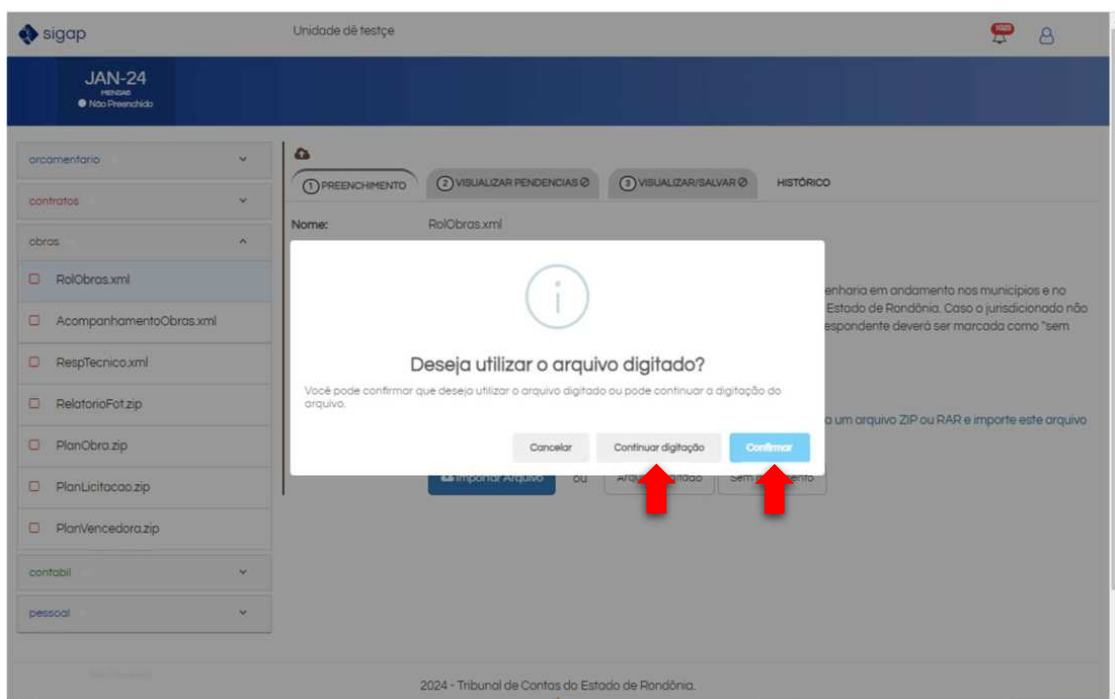 sigap
Unidade dê testçe
JAN-24
MENSAL
Não Preenchido
orcamentario
contratos
obras
RolObras.xml
AcompanhamentoObras.xml
RespTecnico.xml
RelatorioFot.zip
PlanObra.zip
PlanLicitacao.zip
PlanVencedora.zip
contabil
pessoal
1 PREENCHIMENTO
2 VISUALIZAR PENDENCIAS
3 VISUALIZAR/SALVAR
HISTÓRICO
Nome: RolObras.xml
enharia em andamento nos municípios e no
Estado de Rondônia. Caso o jurisdicionado não
espondente deverá ser marcada como "sem
Deseja utilizar o arquivo digitado?
Você pode confirmar que deseja utilizar o arquivo digitado ou pode continuar a digitação do
arquivo.
a um arquivo ZIP ou RAR e importe este arquivo
Cancelar
Continuar digitação
Confirmar
Importar Arquivo ou
2024 - Tribunal de Contas do Estado de Rondônia.